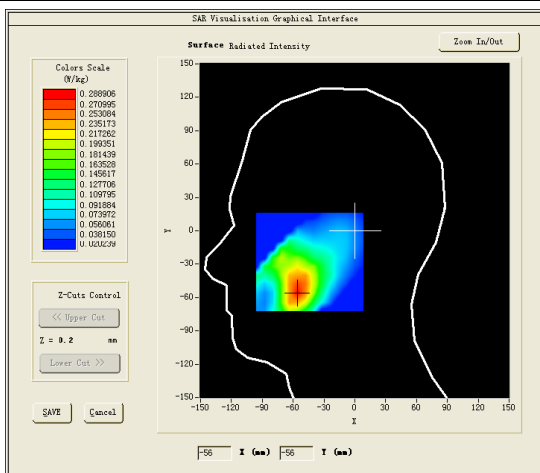 SAR Visualisation Graphical Interface
Surface Radiated Intensity
Zoom In/Out
Colors Scale
(W/kg)
0.288906
0.270995
0.253084
0.235173
0.217262
0.199351
0.181439
0.163528
0.145617
0.127706
0.109795
0.091884
0.073972
0.056061
0.038150
0.020239
Z-Cuts Control
<< Upper Cut
Z = 0.2 mm
Lower Cut >>
SAVE
Cancel
150
120
90
60
30
0
-30
-60
-90
-120
-150
Y
-150 -120 -90 -60 -30 0 30 60 90 120 150
X
-56 X (mm) -56 Y (mm)